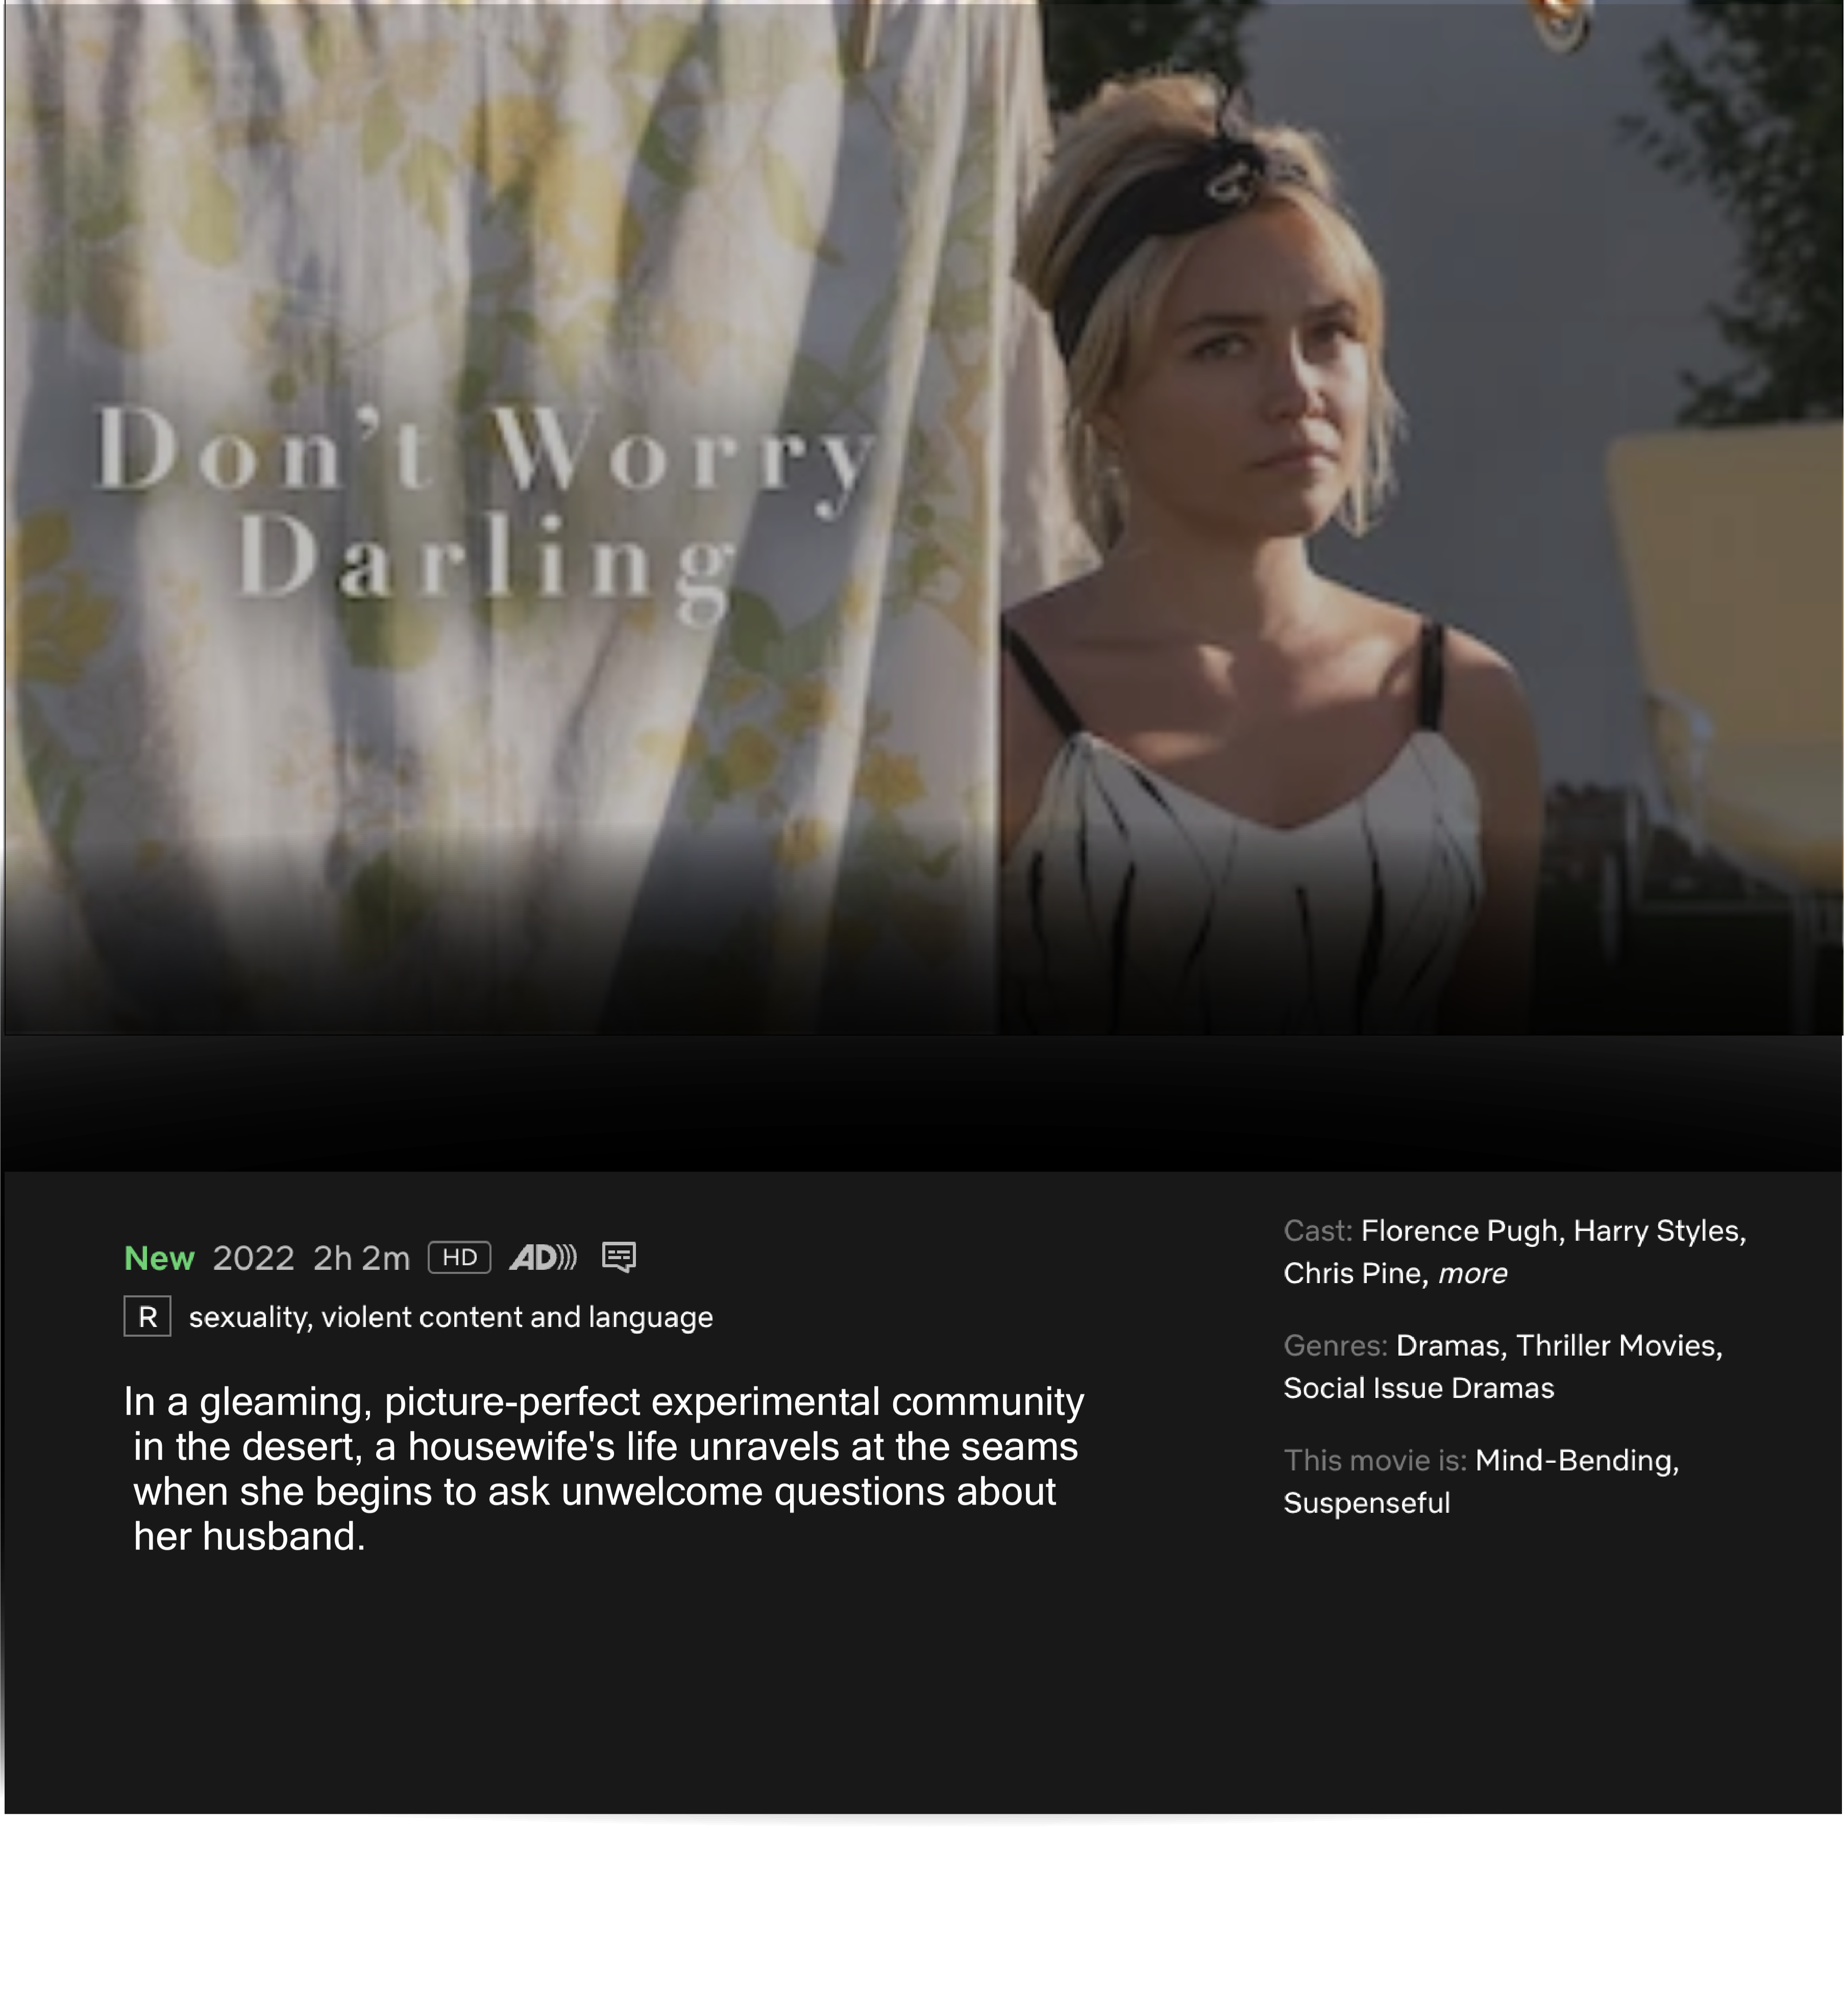 Don't Worry
Darling
New 2022 2h 2m HD AD)))
R sexuality, violent content and language
In a gleaming, picture-perfect experimental community
in the desert, a housewife's life unravels at the seams
when she begins to ask unwelcome questions about
her husband.
Cast: Florence Pugh, Harry Styles,
Chris Pine, more
Genres: Dramas, Thriller Movies,
Social Issue Dramas
This movie is: Mind-Bending,
Suspenseful